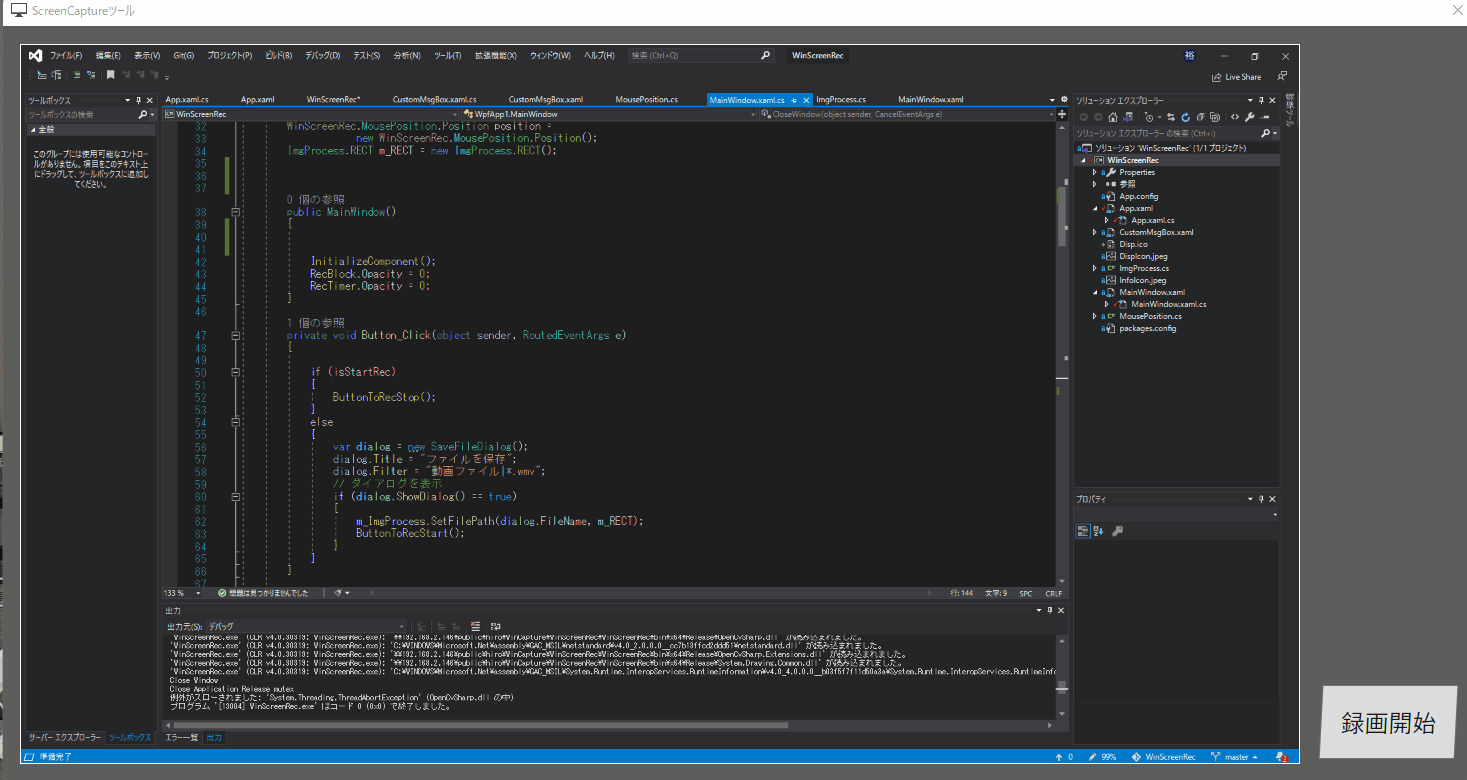 ScreenCaptureツール
ファイル(F) 編集(E) 表示(V) Git(G) プロジェクト(P) ビルド(B) デバッグ(D) テスト(S) 分析(N) ツール(T) 拡張機能(X) ウィンドウ(W) ヘルプ(H) 検索 (Ctrl+Q) WinScreenRec 裕
Live Share
ツールボックス
ツールボックスの検索
全般
このグループには使用可能なコントロールがありません。項目をこのテキスト上にドラッグして、ツールボックスに追加してください。
App.xaml.cs App.xaml WinScreenRec* CustomMsgBox.xaml.cs CustomMsgBox.xaml MousePosition.cs MainWindow.xaml.cs ImgProcess.cs MainWindow.xaml
WinScreenRec WpfApp1.MainWindow CloseWindow(object sender, CancelEventArgs e)
32 WinScreenRec.MousePosition.Position position =
33 new WinScreenRec.MousePosition.Position();
34 ImgProcess.RECT m_RECT = new ImgProcess.RECT();
35
36
37
0 個の参照
38 public MainWindow()
39 {
40
41
42 InitializeComponent();
43 RecBlock.Opacity = 0;
44 RecTimer.Opacity = 0;
45 }
46
1 個の参照
47 private void Button_Click(object sender, RoutedEventArgs e)
48 {
49
50 if (isStartRec)
51 {
52 ButtonToRecStop();
53 }
54 else
55 {
56 var dialog = new SaveFileDialog();
57 dialog.Title = "ファイルを保存";
58 dialog.Filter = "動画ファイル|*.wmv";
59 // ダイアログを表示
60 if (dialog.ShowDialog() == true)
61 {
62 m_ImgProcess.SetFilePath(dialog.FileName, m_RECT);
63 ButtonToRecStart();
64 }
65 }
66 }
67
133 % 問題は見つかりませんでした 行: 144 文字: 9 SPC CRLF
出力
出力元(S): デバッグ
'WinScreenRec.exe' (CLR v4.0.30319: WinScreenRec.exe): '¥¥192.168.2.146¥public¥hiro¥WinCapture¥WinScreenRec¥WinScreenRec¥bin¥x64¥Release¥OpenCvSharp.dll' が読み込まれました。
'WinScreenRec.exe' (CLR v4.0.30319: WinScreenRec.exe): 'C:¥WINDOWS¥Microsoft.Net¥assembly¥GAC_MSIL¥netstandard¥v4.0_2.0.0.0__cc7b13ffcd2ddd51¥netstandard.dll' が読み込まれました。
'WinScreenRec.exe' (CLR v4.0.30319: WinScreenRec.exe): '¥¥192.168.2.146¥public¥hiro¥WinCapture¥WinScreenRec¥WinScreenRec¥bin¥x64¥Release¥OpenCvSharp.Extensions.dll' が読み込まれました。
'WinScreenRec.exe' (CLR v4.0.30319: WinScreenRec.exe): '¥¥192.168.2.146¥public¥hiro¥WinCapture¥WinScreenRec¥WinScreenRec¥bin¥x64¥Release¥System.Drawing.Common.dll' が読み込まれました。
'WinScreenRec.exe' (CLR v4.0.30319: WinScreenRec.exe): 'C:¥WINDOWS¥Microsoft.Net¥assembly¥GAC_MSIL¥System.Runtime.InteropServices.RuntimeInformation¥v4.0_4.0.0.0__b03f5f7f11d50a3a¥System.Runtime.InteropServices.RuntimeInfo
Close Window
Close Application Release mutex
例外がスローされました: 'System.Threading.ThreadAbortException' (OpenCvSharp.dll の中)
プログラム '[13004] WinScreenRec.exe' はコード 0 (0x0) で終了しました。
サーバー エクスプローラー ツールボックス エラー一覧 出力
ソリューション エクスプローラー
ソリューション エクスプローラー の検索 (Ctrl+;)
ソリューション 'WinScreenRec' (1/1 プロジェクト)
WinScreenRec
Properties
参照
App.config
App.xaml
App.xaml.cs
CustomMsgBox.xaml
Disp.ico
DispIcon.jpeg
ImgProcess.cs
InfoIcon.jpeg
MainWindow.xaml
MainWindow.xaml.cs
MousePosition.cs
packages.config
プロパティ
診断ツール
準備完了 0 99% WinScreenRec master 2
録画開始